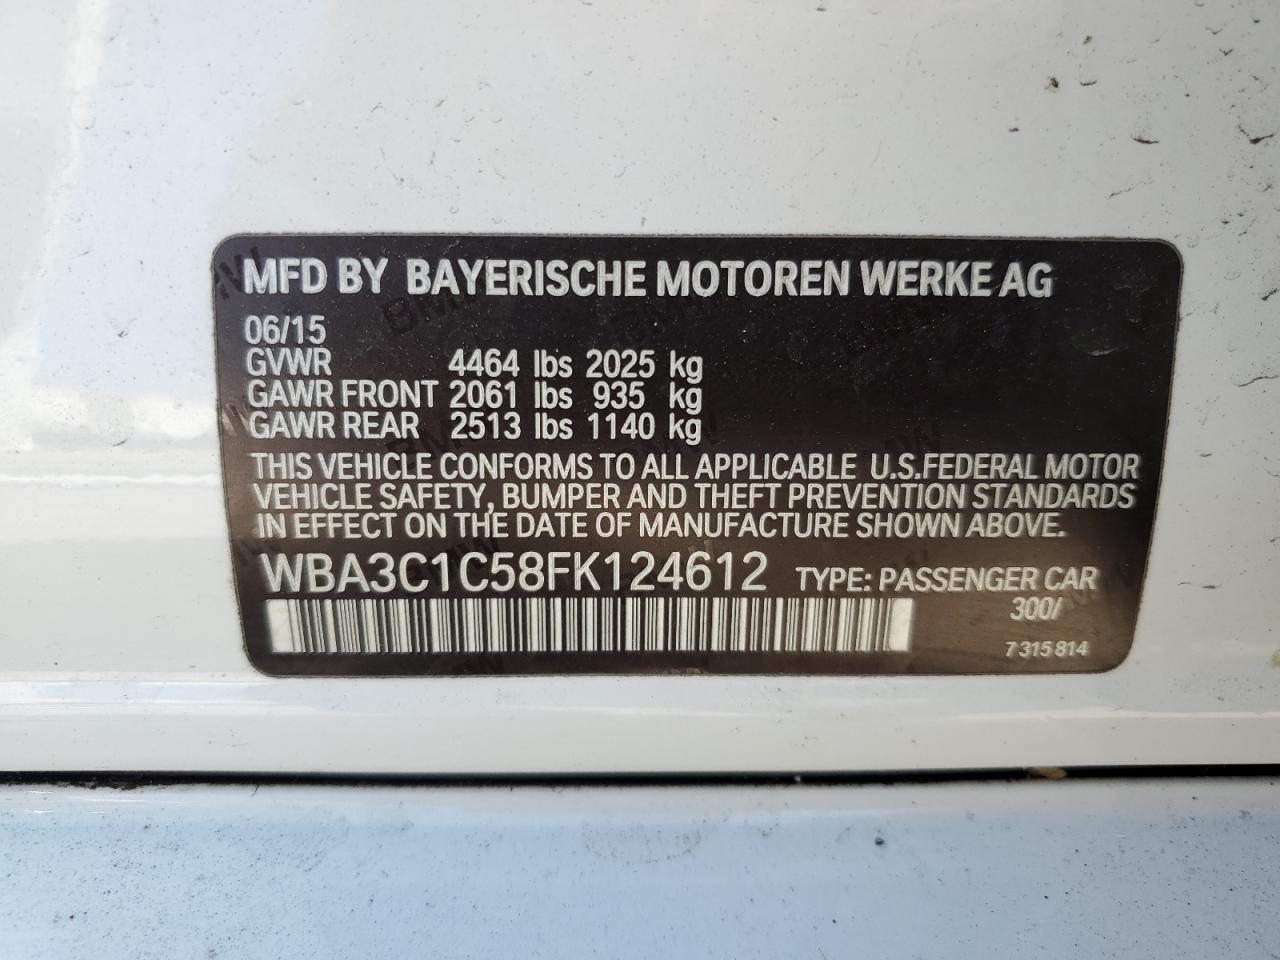 MFD BY BAYERISCHE MOTOREN WERKE AG
06/15
GVWR 4464 lbs 2025 kg
GAWR FRONT 2061 lbs 935 kg
GAWR REAR 2513 lbs 1140 kg
THIS VEHICLE CONFORMS TO ALL APPLICABLE U.S.FEDERAL MOTOR
VEHICLE SAFETY, BUMPER AND THEFT PREVENTION STANDARDS
IN EFFECT ON THE DATE OF MANUFACTURE SHOWN ABOVE.
WBA3C1C58FK124612 TYPE: PASSENGER CAR
300/
7 315 814